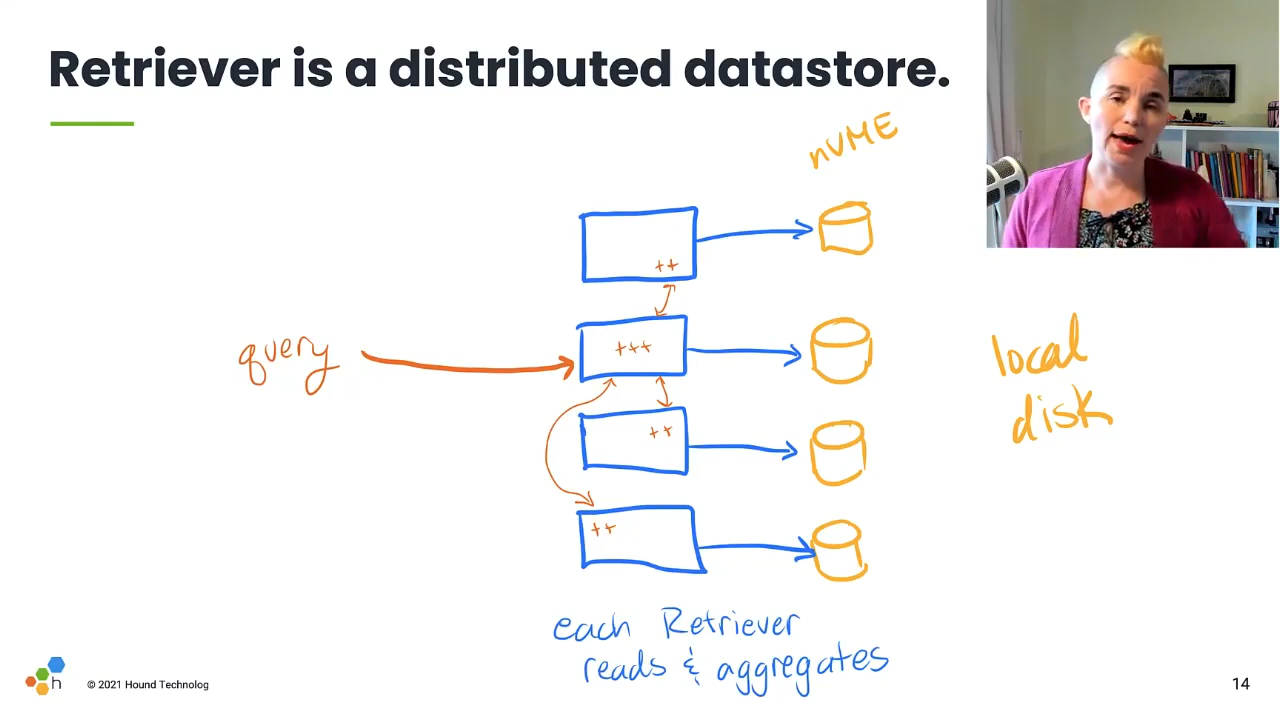 Retriever is a distributed datastore.
nVME
++
query
+++
local
disk
++
++
each Retriever
reads & aggregates
h
© 2021 Hound Technolog
14